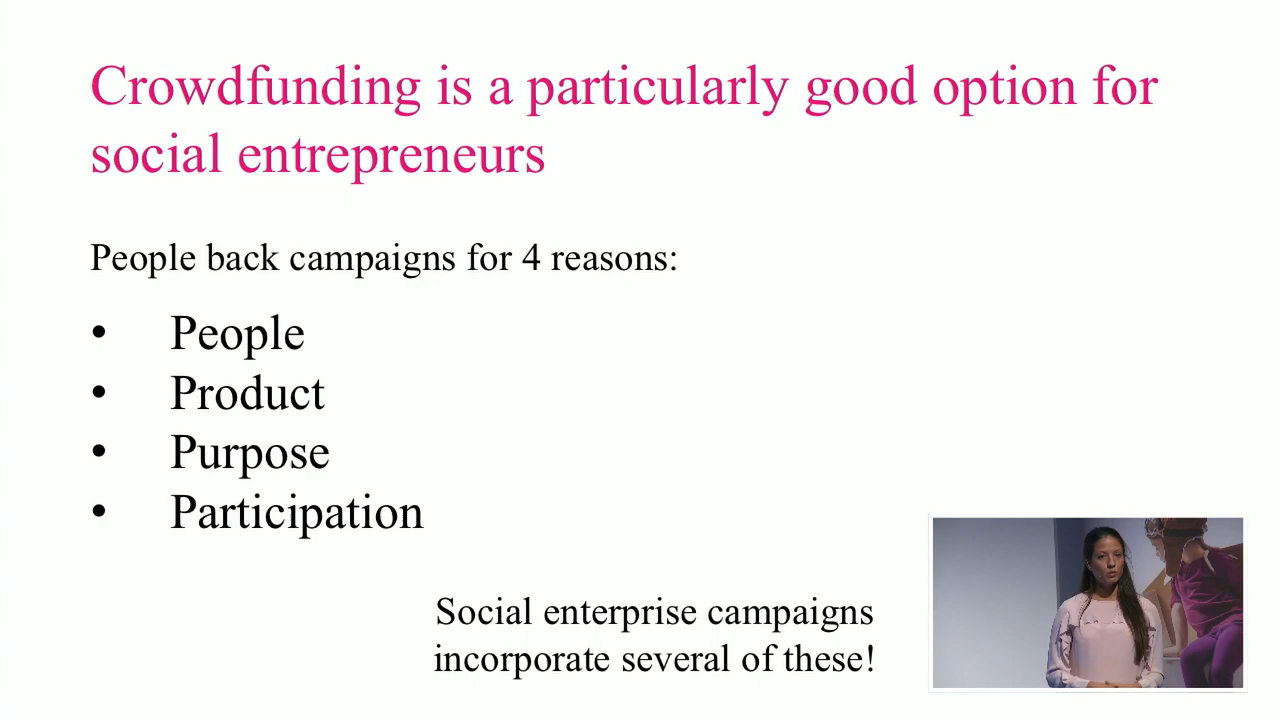 Crowdfunding is a particularly good option for
social entrepreneurs
People back campaigns for 4 reasons:
• People
• Product
• Purpose
• Participation
Social enterprise campaigns
incorporate several of these!